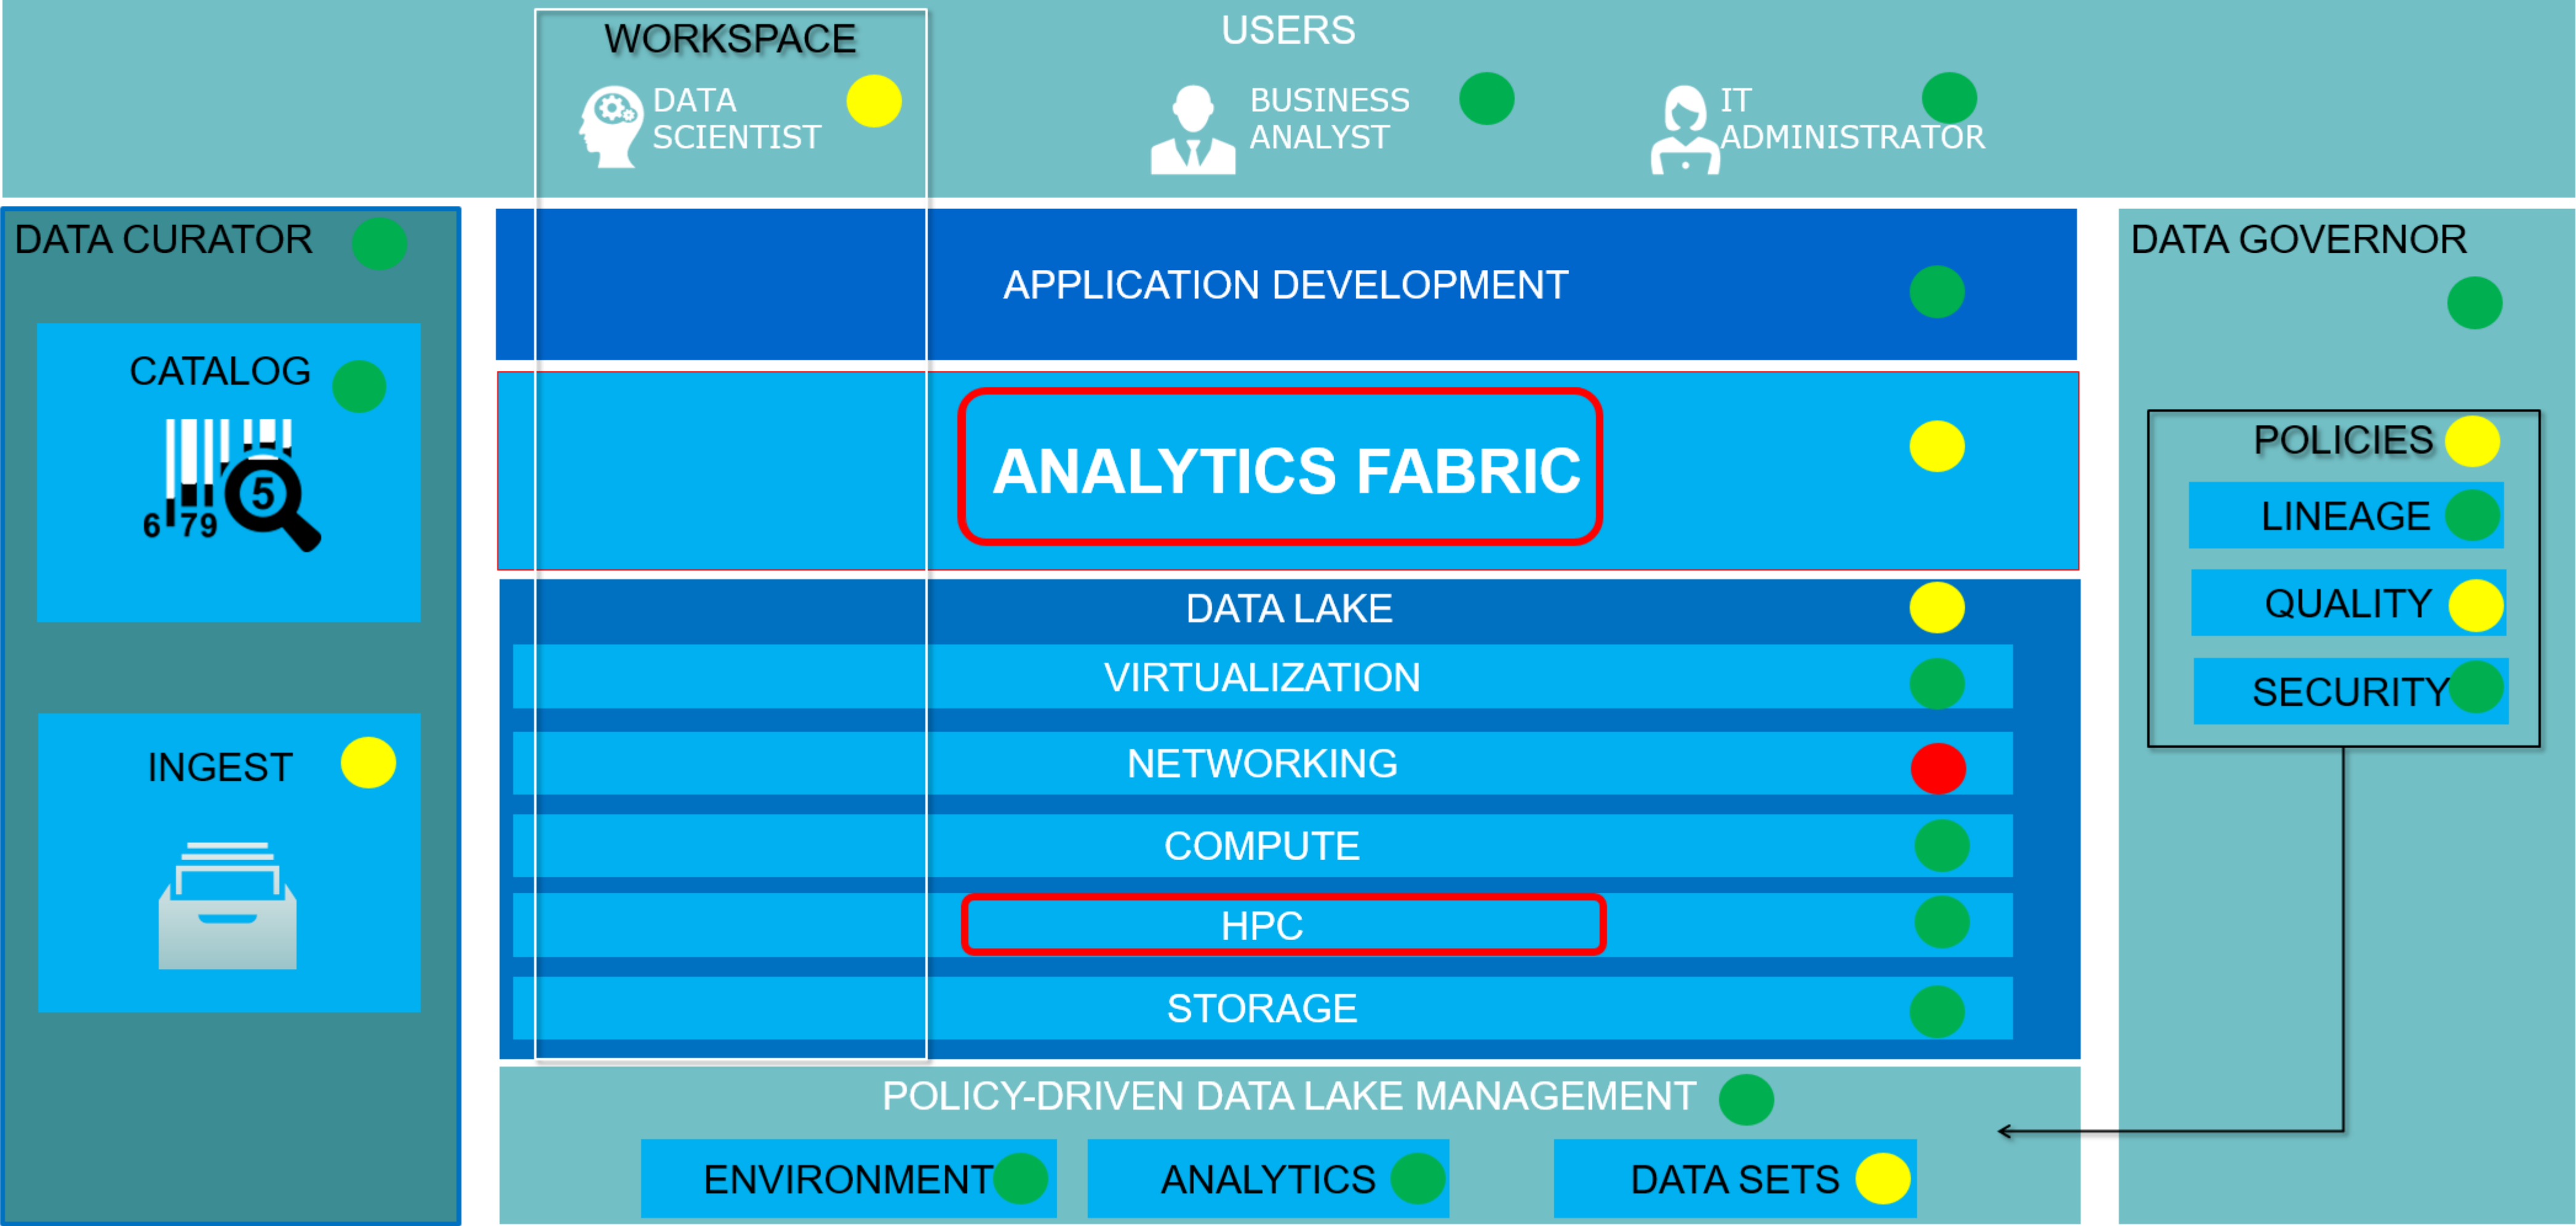 WORKSPACE
USERS
DATA
SCIENTIST
BUSINESS
ANALYST
IT
ADMINISTRATOR
DATA CURATOR
CATALOG
5
6 79
INGEST
APPLICATION DEVELOPMENT
ANALYTICS FABRIC
DATA LAKE
VIRTUALIZATION
NETWORKING
COMPUTE
HPC
STORAGE
POLICY-DRIVEN DATA LAKE MANAGEMENT
ENVIRONMENT
ANALYTICS
DATA SETS
DATA GOVERNOR
POLICIES
LINEAGE
QUALITY
SECURITY